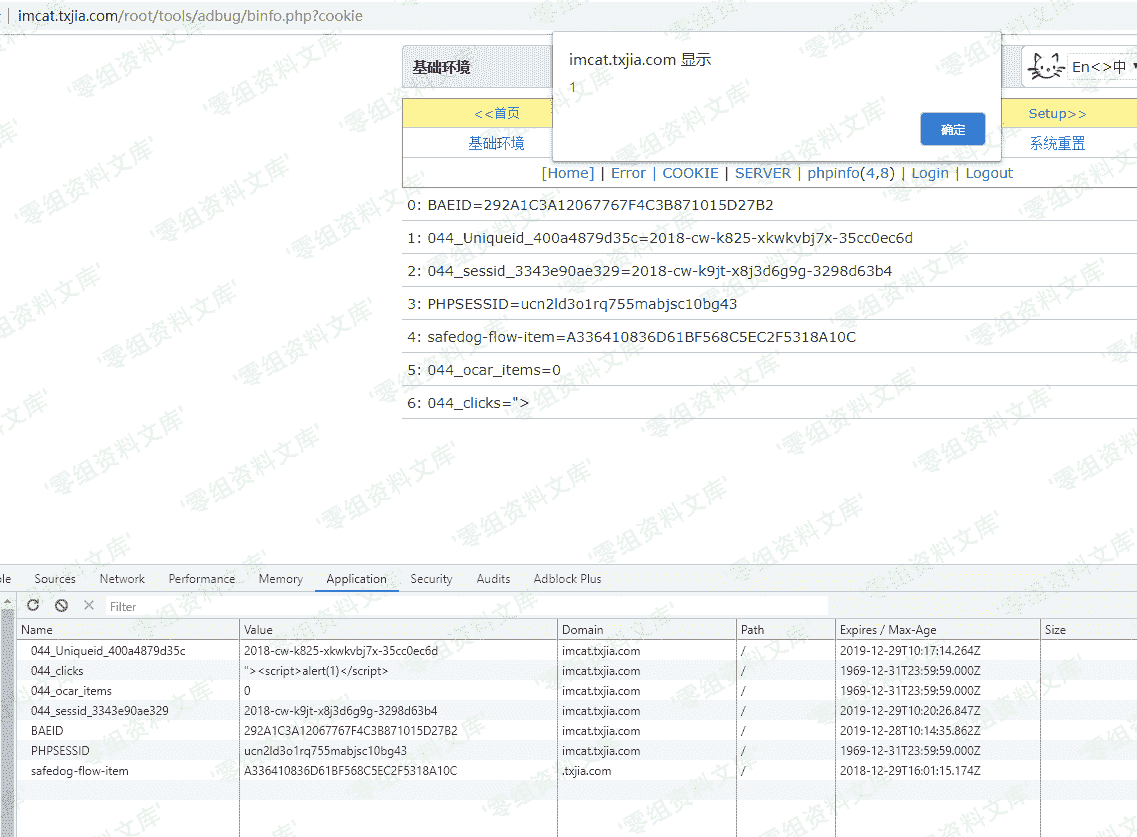 imcat.txjia.com/root/tools/adbug/binfo.php?cookie
基础环境
imcat.txjia.com 显示
1
确定
En<>中
<<首页 Setup>>
基础环境 系统重置
[Home] | Error | COOKIE | SERVER | phpinfo(4,8) | Login | Logout
0: BAEID=292A1C3A12067767F4C3B871015D27B2
1: 044_Uniqueid_400a4879d35c=2018-cw-k825-xkwkvbj7x-35cc0ec6d
2: 044_sessid_3343e90ae329=2018-cw-k9jt-x8j3d6g9g-3298d63b4
3: PHPSESSID=ucn2ld3o1rq755mabjsc10bg43
4: safedog-flow-item=A336410836D61BF568C5EC2F5318A10C
5: 044_ocar_items=0
6: 044_clicks=">
Sources Network Performance Memory Application Security Audits Adblock Plus
Filter
Name Value Domain Path Expires / Max-Age Size
044_Uniqueid_400a4879d35c 2018-cw-k825-xkwkvbj7x-35cc0ec6d imcat.txjia.com / 2019-12-29T10:17:14.264Z
044_clicks "><script>alert(1)</script> imcat.txjia.com / 1969-12-31T23:59:59.000Z
044_ocar_items 0 imcat.txjia.com / 1969-12-31T23:59:59.000Z
044_sessid_3343e90ae329 2018-cw-k9jt-x8j3d6g9g-3298d63b4 imcat.txjia.com / 2019-12-29T10:20:26.847Z
BAEID 292A1C3A12067767F4C3B871015D27B2 imcat.txjia.com / 2019-12-28T10:14:35.862Z
PHPSESSID ucn2ld3o1rq755mabjsc10bg43 imcat.txjia.com / 1969-12-31T23:59:59.000Z
safedog-flow-item A336410836D61BF568C5EC2F5318A10C .txjia.com / 2018-12-29T16:01:15.174Z
'零组资料文库'